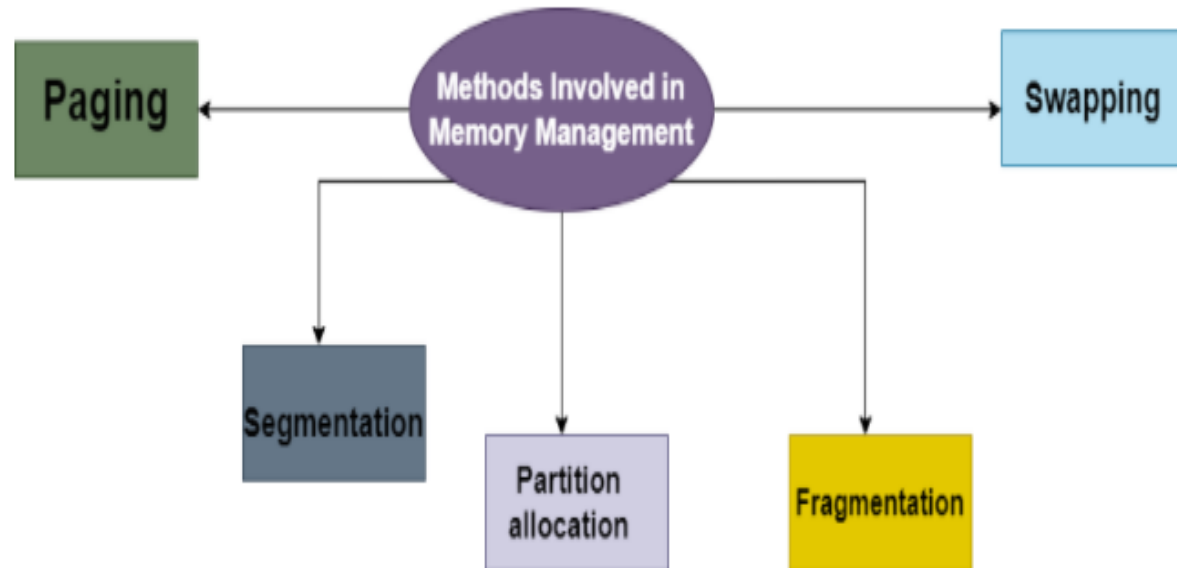 Paging
Methods Involved in
Memory Management
Swapping
Segmentation
Partition
allocation
Fragmentation